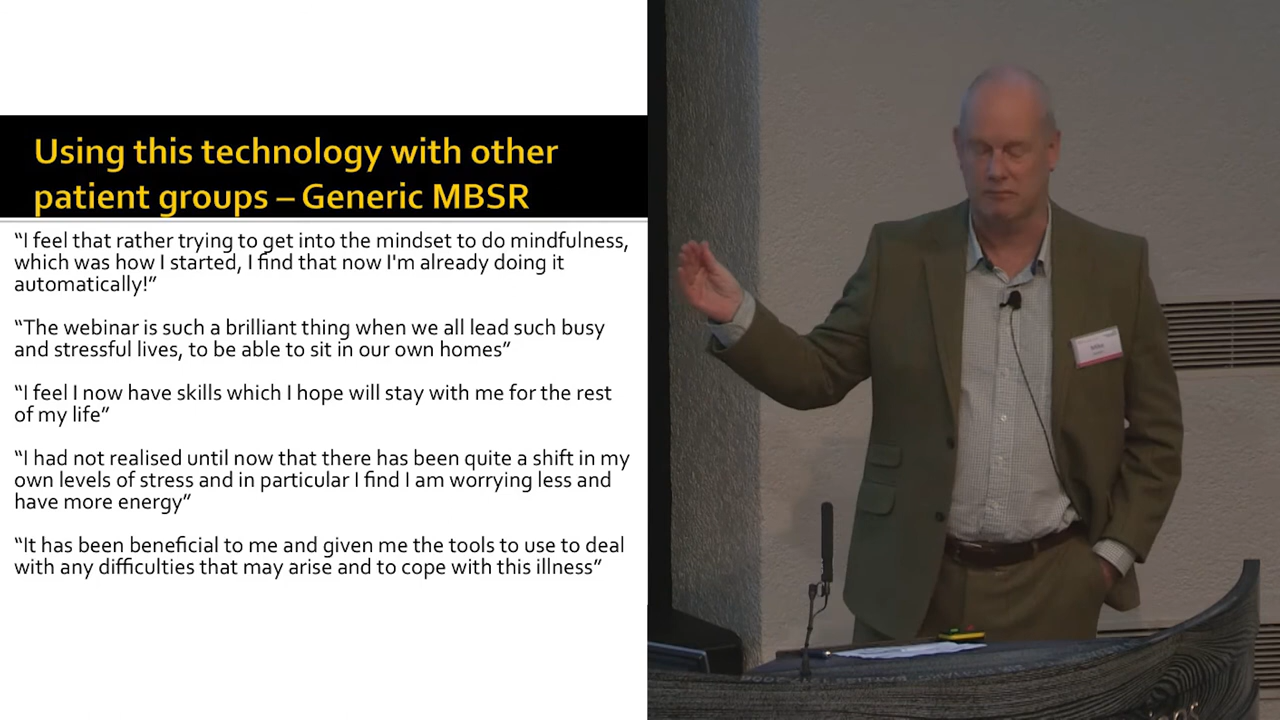 Using this technology with other
patient groups – Generic MBSR
“I feel that rather trying to get into the mindset to do mindfulness,
which was how I started, I find that now I'm already doing it
automatically!”
“The webinar is such a brilliant thing when we all lead such busy
and stressful lives, to be able to sit in our own homes”
“I feel I now have skills which I hope will stay with me for the rest
of my life”
“I had not realised until now that there has been quite a shift in my
own levels of stress and in particular I find I am worrying less and
have more energy”
“It has been beneficial to me and given me the tools to use to deal
with any difficulties that may arise and to cope with this illness”